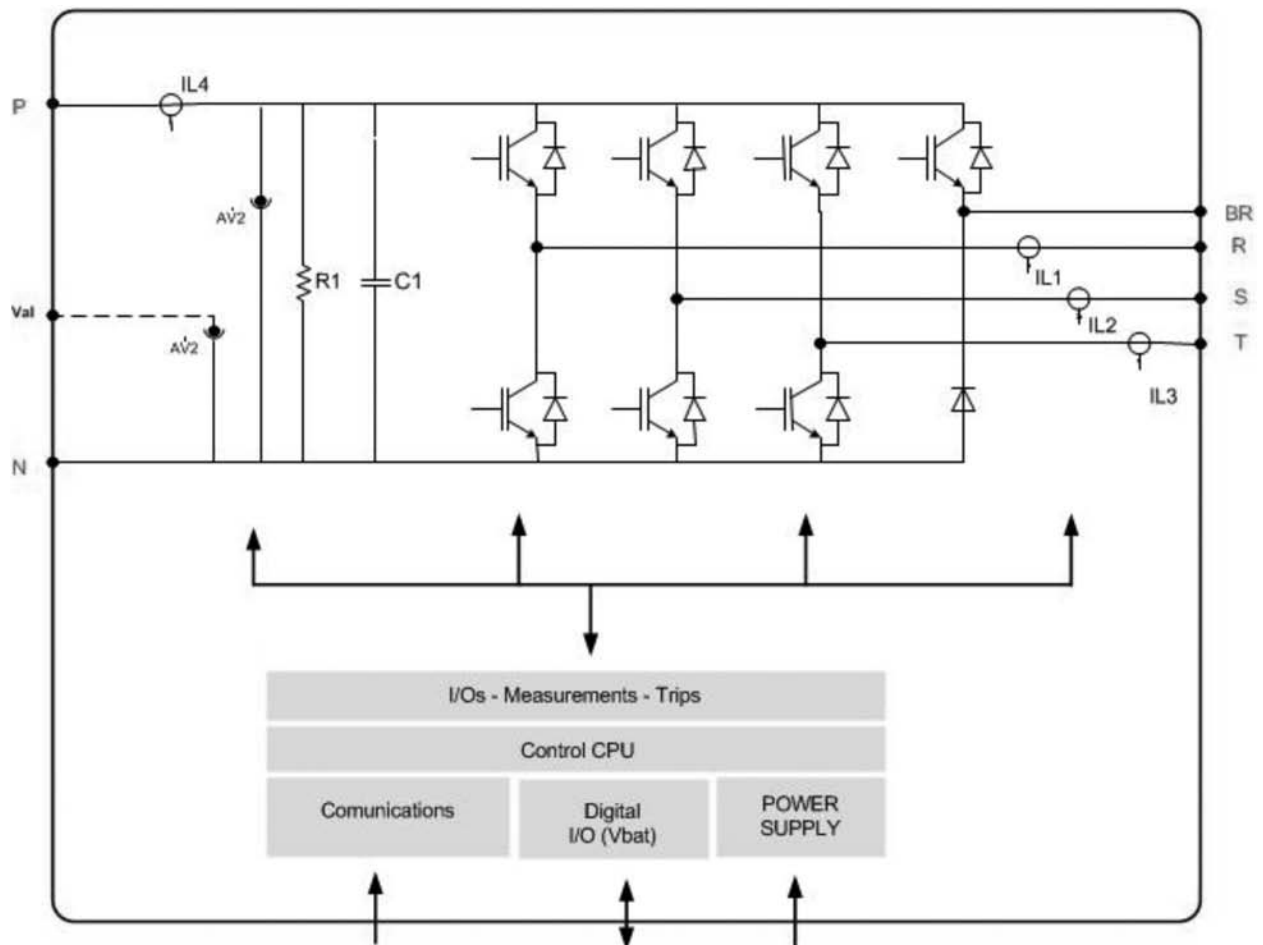 IL4
P
AV2
R1
C1
BR
R
IL1
S
Val
IL2
T
AV2
IL3
N
I/Os - Measurements - Trips
Control CPU
Comunications
Digital
I/O (Vbat)
POWER
SUPPLY